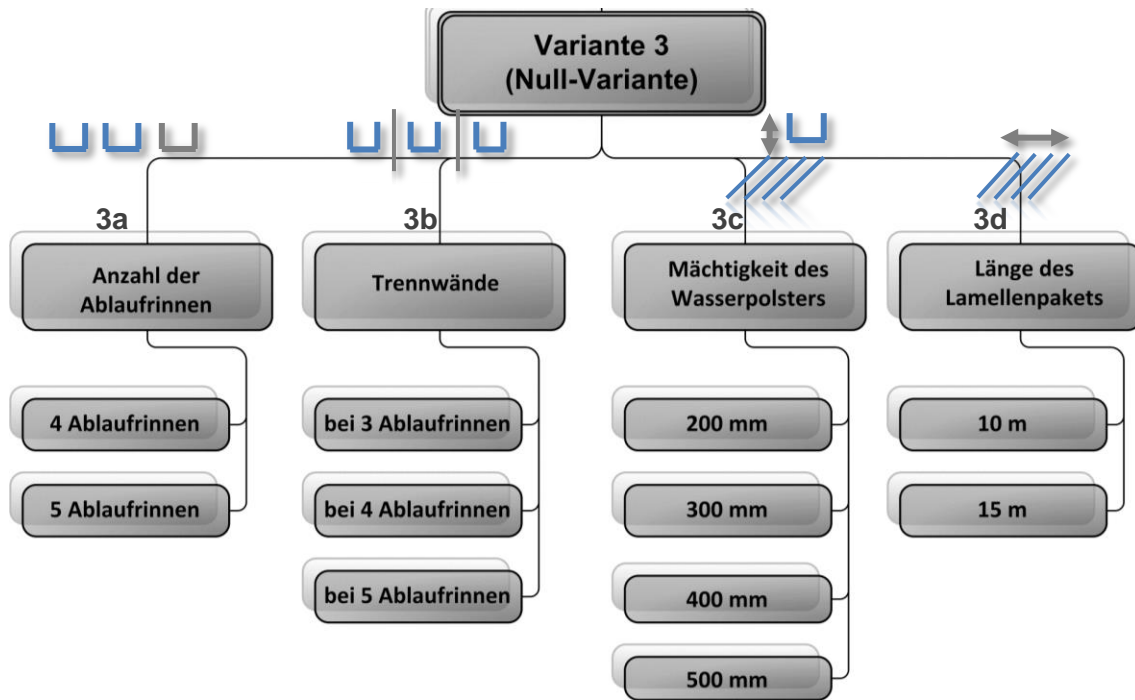 Variante 3
(Null-Variante)
3a
3b
3c
3d
Anzahl der
Ablaufrinnen
Trennwände
Mächtigkeit des
Wasserpolsters
Länge des
Lamellenpakets
4 Ablaufrinnen
5 Ablaufrinnen
bei 3 Ablaufrinnen
bei 4 Ablaufrinnen
bei 5 Ablaufrinnen
200 mm
300 mm
400 mm
500 mm
10 m
15 m